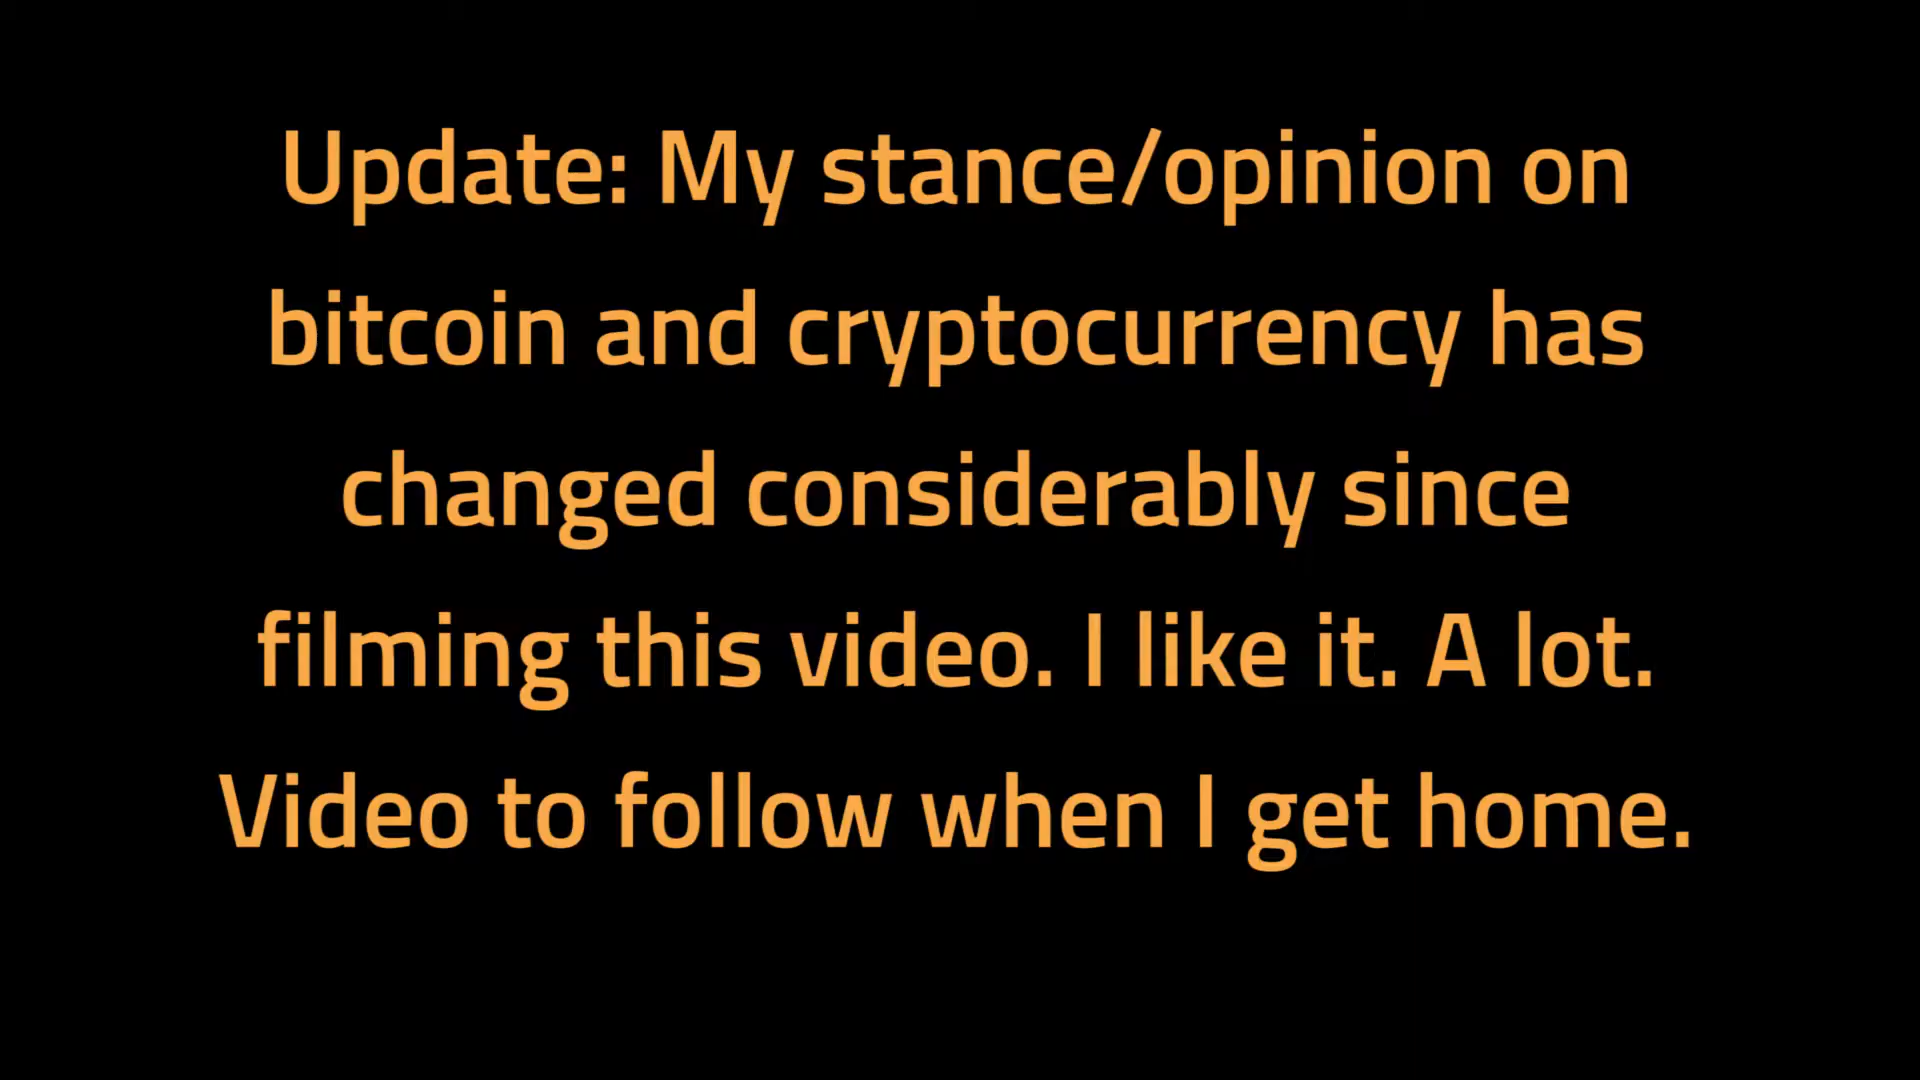 Update: My stance/opinion on
bitcoin and cryptocurrency has
changed considerably since
filming this video. I like it. A lot.
Video to follow when I get home.